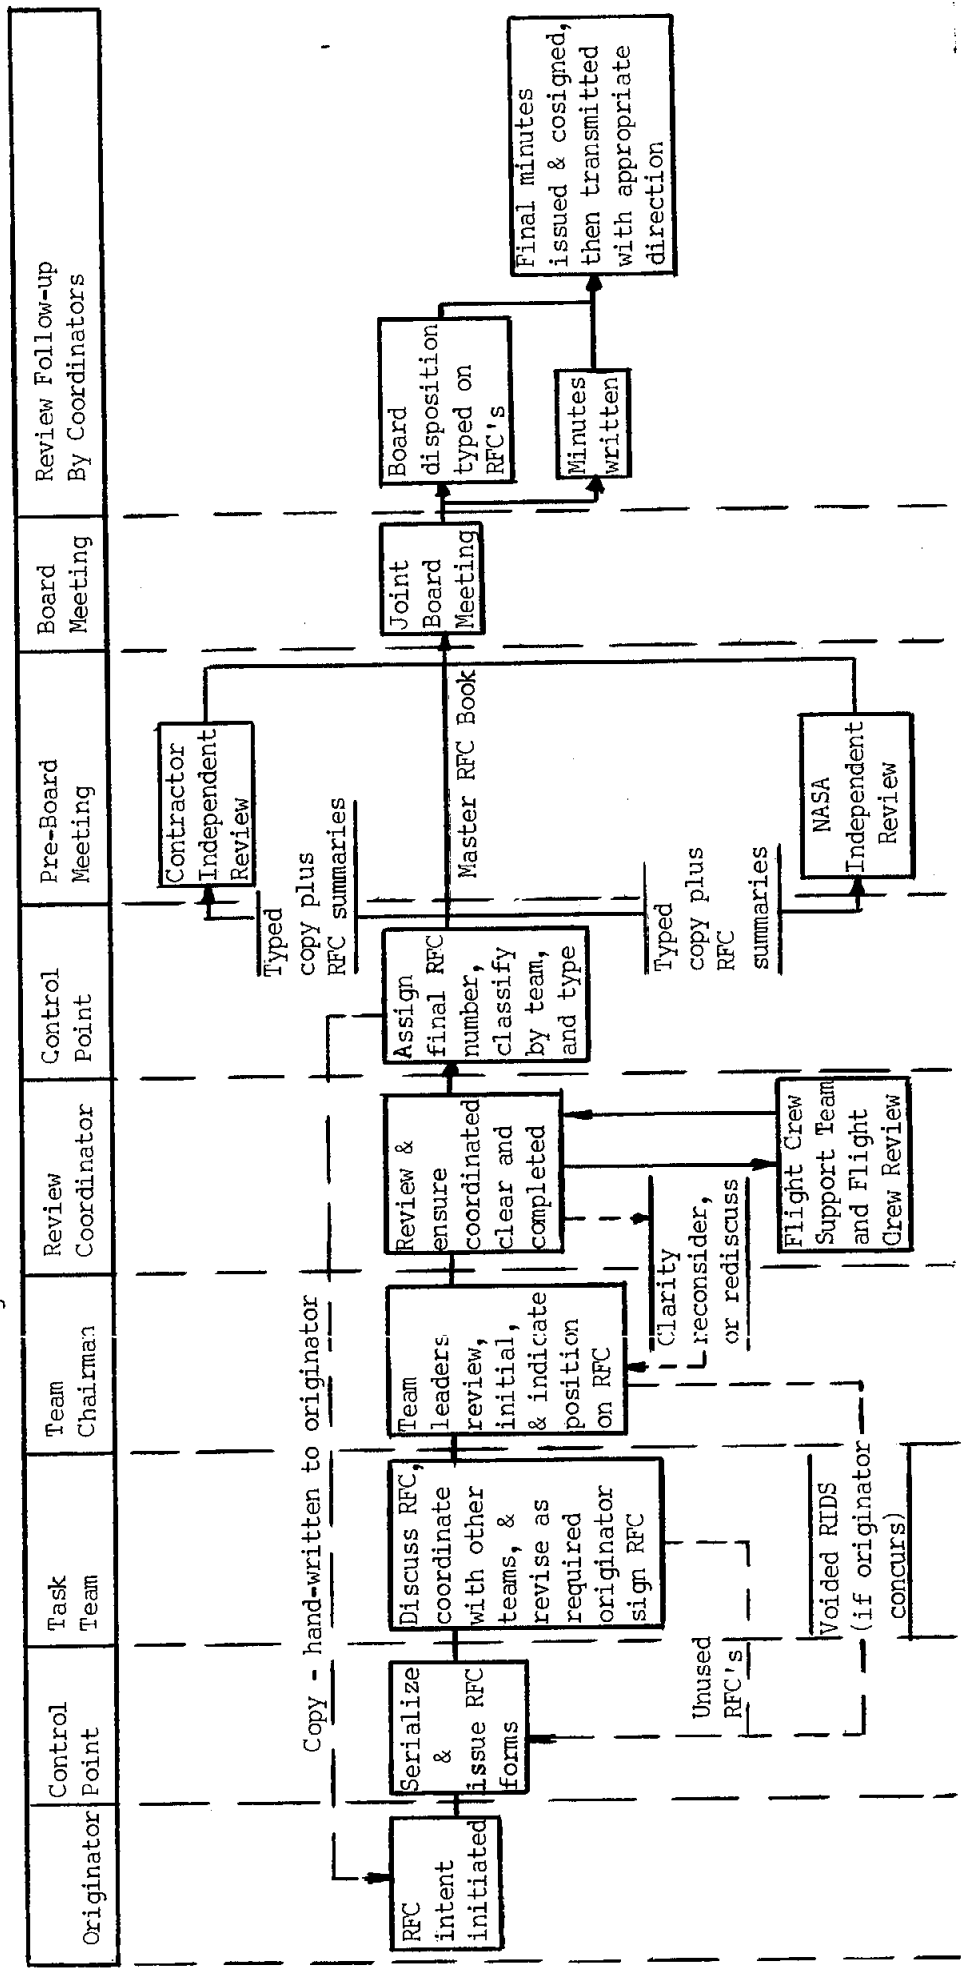 Originator
Control
Point
Task
Team
Team
Chairman
Review
Coordinator
Control
Point
Pre-Board
Meeting
Board
Meeting
Review Follow-up
By Coordinators
Copy - hand-written to originator
RFC
intent
initiated
Serialize
&
issue RFC
forms
Discuss RFC,
coordinate
with other
teams, &
revise as
required
originator
sign RFC
Team
leaders
review,
initial,
& indicate
position
on RFC
Review &
ensure
coordinated
clear and
completed
Assign
final RFC
number,
classify
by team,
and type
Typed
copy plus
RFC summaries
Contractor
Independent
Review
Master RFC Book
Typed
copy plus
RFC
summaries
NASA
Independent
Review
Joint
Board
Meeting
Board
disposition
typed on
RFC's
Minutes
written
Final minutes
issued & cosigned,
then transmitted
with appropriate
direction
Unused
RFC's
Voided RIDS
(if originator
concurs)
Clarity
reconsider,
or rediscuss
Flight Crew
Support Team
and Flight
Crew Review